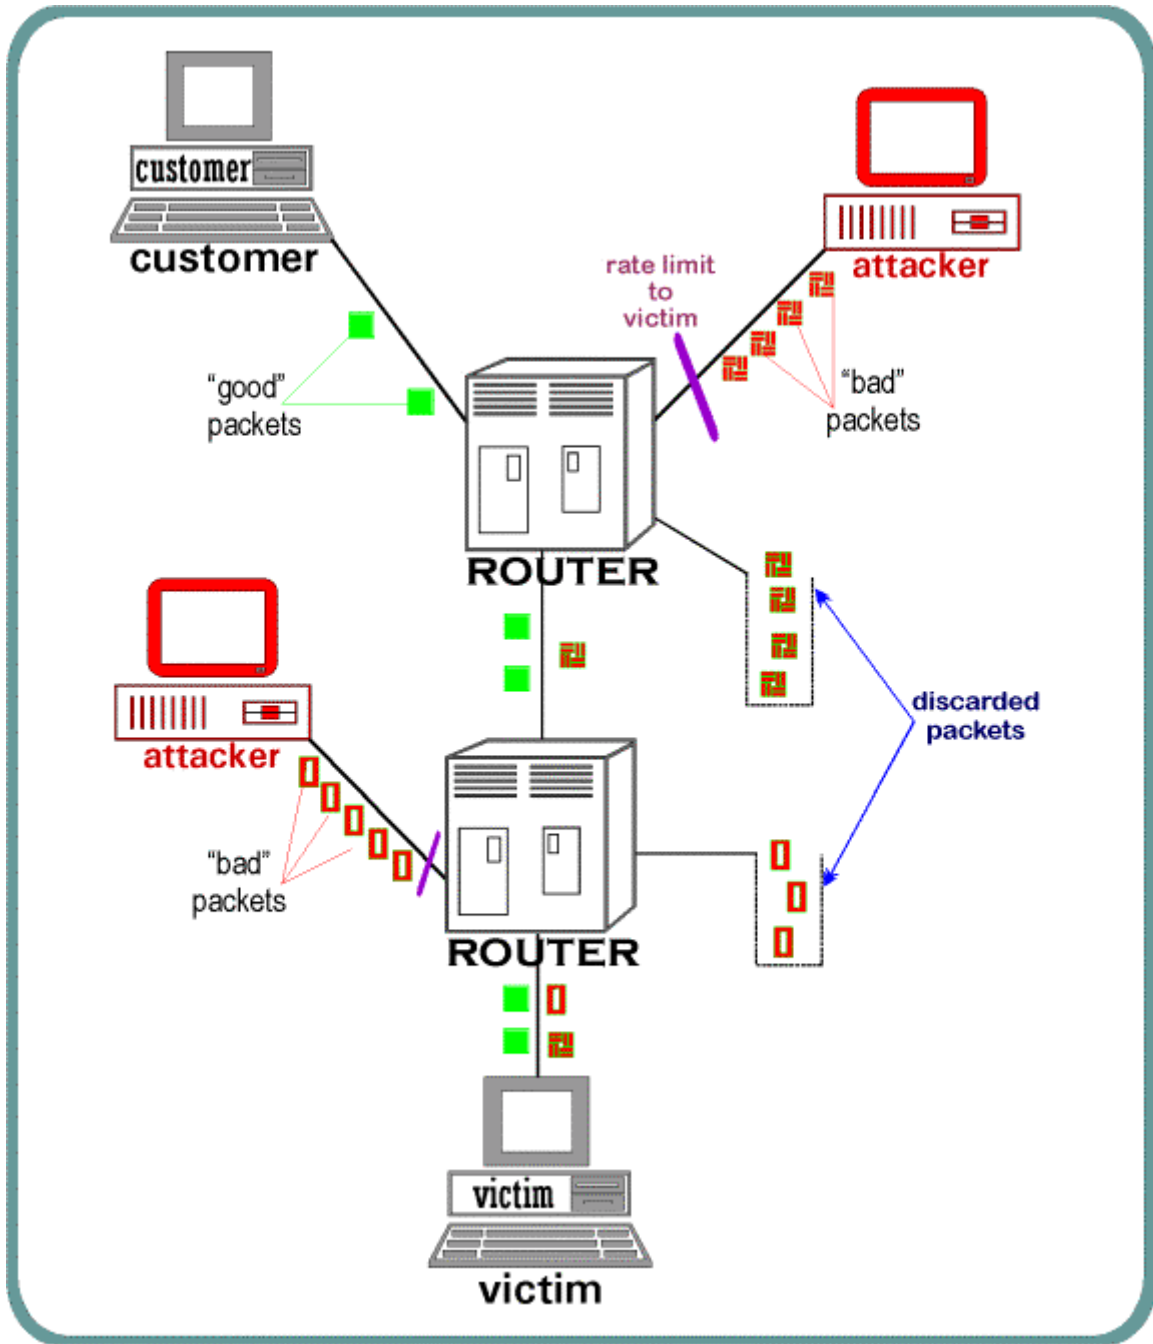 customer
customer
rate limit
to
victim
attacker
"good"
packets
"bad"
packets
ROUTER
attacker
discarded
packets
"bad"
packets
ROUTER
victim
victim